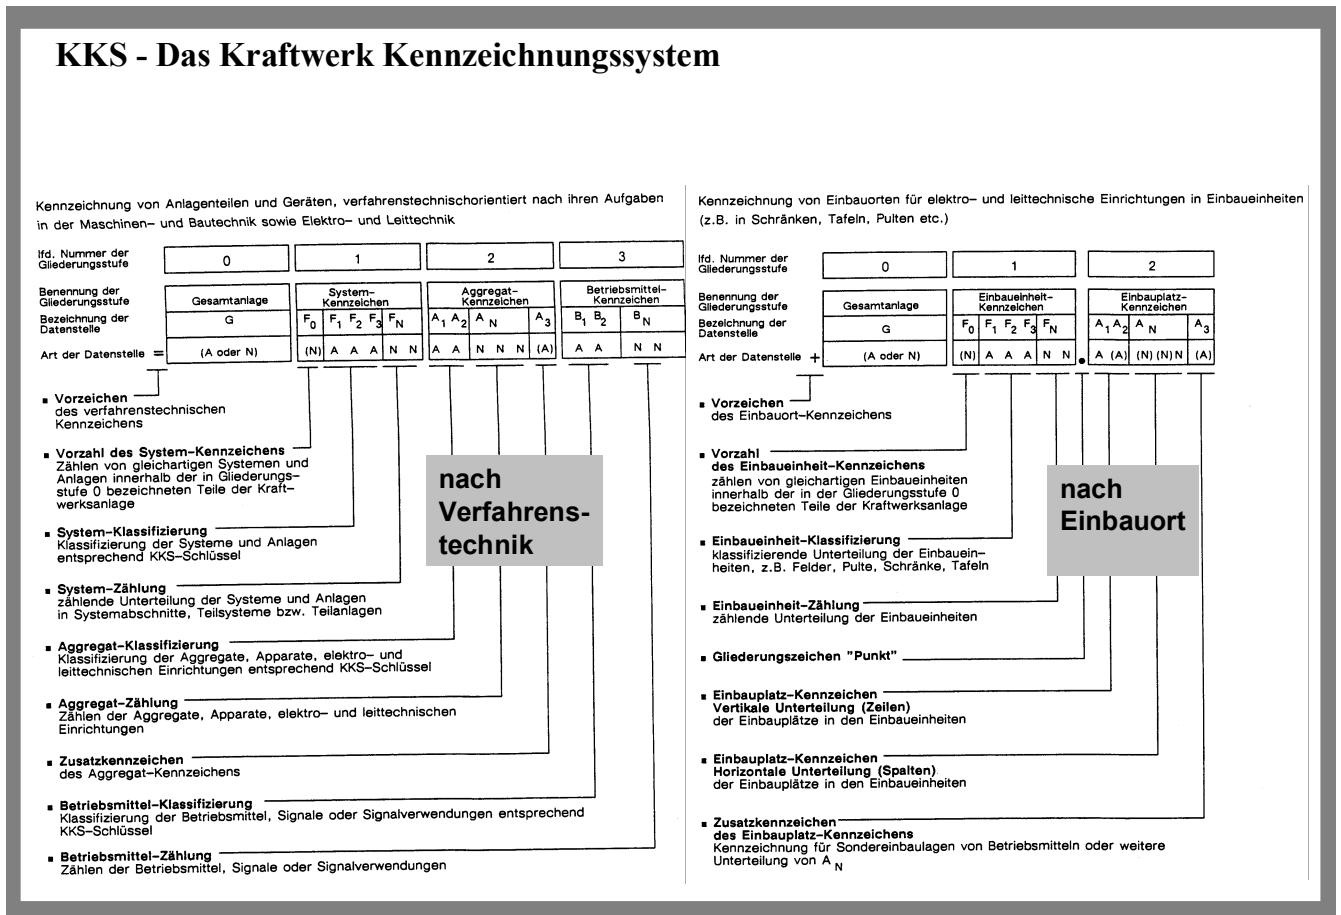 KKS - Das Kraftwerk Kennzeichnungssystem
Kennzeichnung von Anlagenteilen und Geräten, verfahrenstechnischorientiert nach ihren Aufgaben
in der Maschinen– und Bautechnik sowie Elektro– und Leittechnik
lfd. Nummer der
Gliederungsstufe
0 1 2 3
Benennung der
Gliederungsstufe
Gesamtanlage
System–
Kennzeichen
Aggregat–
Kennzeichen
Betriebsmittel–
Kennzeichen
Bezeichnung der
Datenstelle
G F0 F1 F2 F3 FN A1 A2 AN A3 B1 B2 BN
Art der Datenstelle = (A oder N) (N) A A A N N A A N N N (A) A A N N
▪ Vorzeichen
des verfahrenstechnischen
Kennzeichens
▪ Vorzahl des System–Kennzeichens
Zählen von gleichartigen Systemen und
Anlagen innerhalb der in Gliederungs–
stufe 0 bezeichneten Teile der Kraft–
werksanlage
▪ System–Klassifizierung
Klassifizierung der Systeme und Anlagen
entsprechend KKS–Schlüssel
▪ System–Zählung
zählende Unterteilung der Systeme und Anlagen
in Systemabschnitte, Teilsysteme bzw. Teilanlagen
▪ Aggregat–Klassifizierung
Klassifizierung der Aggregate, Apparate, elektro– und
leittechnischen Einrichtungen entsprechend KKS–Schlüssel
▪ Aggregat–Zählung
Zählen der Aggregate, Apparate, elektro– und leittechnischen
Einrichtungen
▪ Zusatzkennzeichen
des Aggregat–Kennzeichens
▪ Betriebsmittel–Klassifizierung
Klassifizierung der Betriebsmittel, Signale oder Signalverwendungen entsprechend
KKS–Schlüssel
▪ Betriebsmittel–Zählung
Zählen der Betriebsmittel, Signale oder Signalverwendungen
nach
Verfahrens-
technik
Kennzeichnung von Einbauorten für elektro– und leittechnische Einrichtungen in Einbaueinheiten
(z.B. in Schränken, Tafeln, Pulten etc.)
lfd. Nummer der
Gliederungsstufe
0 1 2
Benennung der
Gliederungsstufe
Gesamtanlage
Einbaueinheit–
Kennzeichen
Einbauplatz–
Kennzeichen
Bezeichnung der
Datenstelle
G F0 F1 F2 F3 FN A1 A2 AN A3
Art der Datenstelle + (A oder N) (N) A A A N N . A (A) (N) (N) N (A)
▪ Vorzeichen
des Einbauort–Kennzeichens
▪ Vorzahl
des Einbaueinheit–Kennzeichens
zählen von gleichartigen Einbaueinheiten
innerhalb der in der Gliederungsstufe 0
bezeichneten Teile der Kraftwerksanlage
▪ Einbaueinheit–Klassifizierung
klassifizierende Unterteilung der Einbauein–
heiten, z.B. Felder, Pulte, Schränke, Tafeln
▪ Einbaueinheit–Zählung
zählende Unterteilung der Einbaueinheiten
▪ Gliederungszeichen "Punkt"
▪ Einbauplatz–Kennzeichen
Vertikale Unterteilung (Zeilen)
der Einbauplätze in den Einbaueinheiten
▪ Einbauplatz–Kennzeichen
Horizontale Unterteilung (Spalten)
der Einbauplätze in den Einbaueinheiten
▪ Zusatzkennzeichen
des Einbauplatz–Kennzeichens
Kennzeichnung für Sondereinbaulagen von Betriebsmitteln oder weitere
Unterteilung von AN
nach
Einbauort